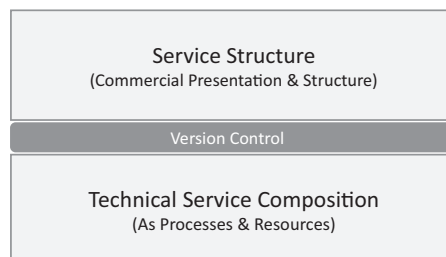 Service Structure
(Commercial Presentation & Structure)
Version Control
Technical Service Composition
(As Processes & Resources)